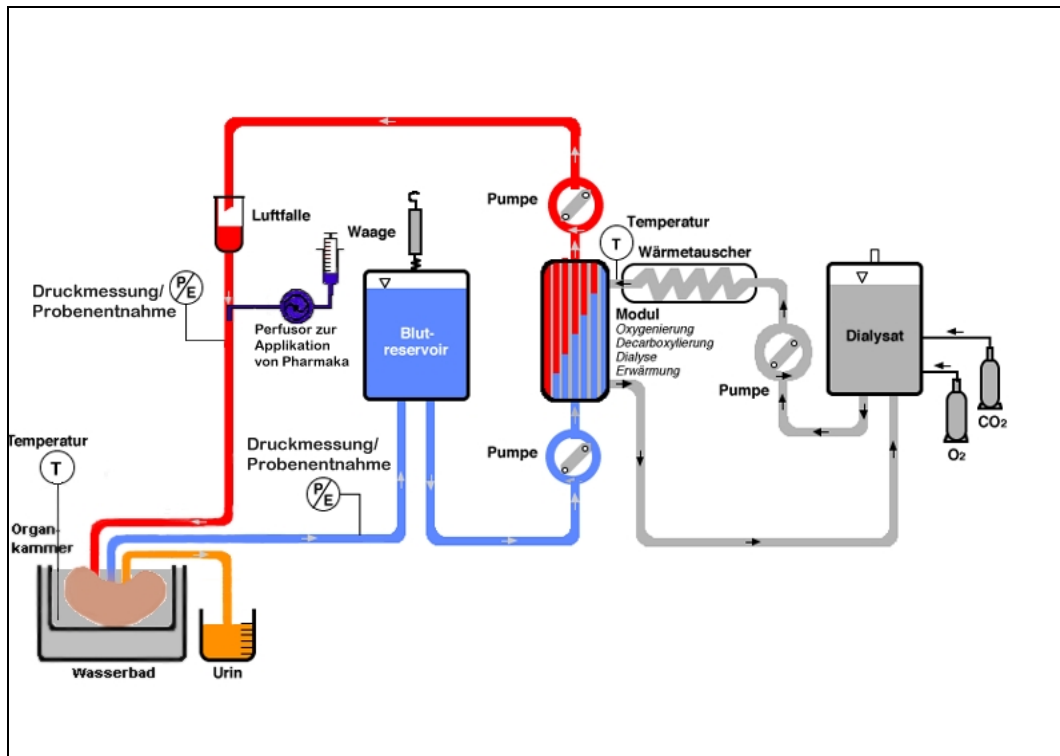 Pumpe
Luftfalle
Waage
Temperatur
T
Wärmetauscher
Druckmessung/
Probenentnahme
P/E
Perfusor zur
Applikation
von Pharmaka
Blut-
reservoir
Modul
Oxygenierung
Decarboxylierung
Dialyse
Erwärmung
Dialysat
Pumpe
CO2
O2
Temperatur
T
Druckmessung/
Probenentnahme
P/E
Pumpe
Organ-
kammer
Wasserbad
Urin